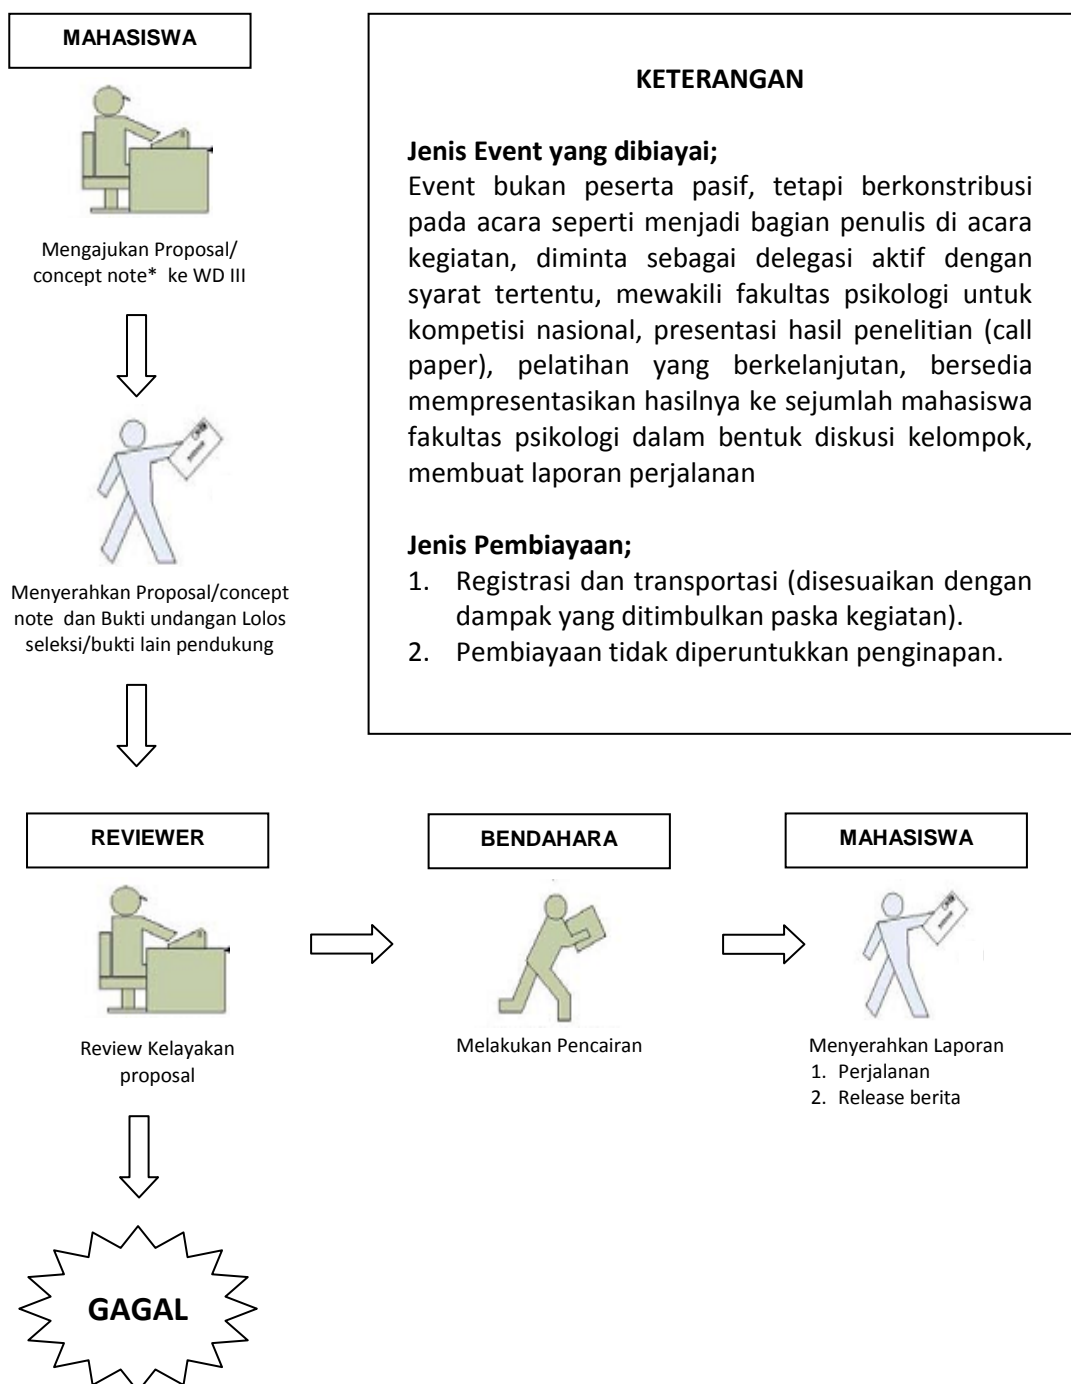 MAHASISWA
Mengajukan Proposal/
concept note*  ke WD III
Menyerahkan Proposal/concept
note  dan Bukti undangan Lolos
seleksi/bukti lain pendukung
KETERANGAN
Jenis Event yang dibiayai;
Event bukan peserta pasif, tetapi berkonstribusi
pada acara seperti menjadi bagian penulis di acara
kegiatan, diminta sebagai delegasi aktif dengan
syarat tertentu, mewakili fakultas psikologi untuk
kompetisi nasional, presentasi hasil penelitian (call
paper), pelatihan yang berkelanjutan, bersedia
mempresentasikan hasilnya ke sejumlah mahasiswa
fakultas psikologi dalam bentuk diskusi kelompok,
membuat laporan perjalanan
Jenis Pembiayaan;
1. Registrasi dan transportasi (disesuaikan dengan
dampak yang ditimbulkan paska kegiatan).
2. Pembiayaan tidak diperuntukkan penginapan.
REVIEWER
Review Kelayakan
proposal
BENDAHARA
Melakukan Pencairan
MAHASISWA
Menyerahkan Laporan
1. Perjalanan
2. Release berita
GAGAL